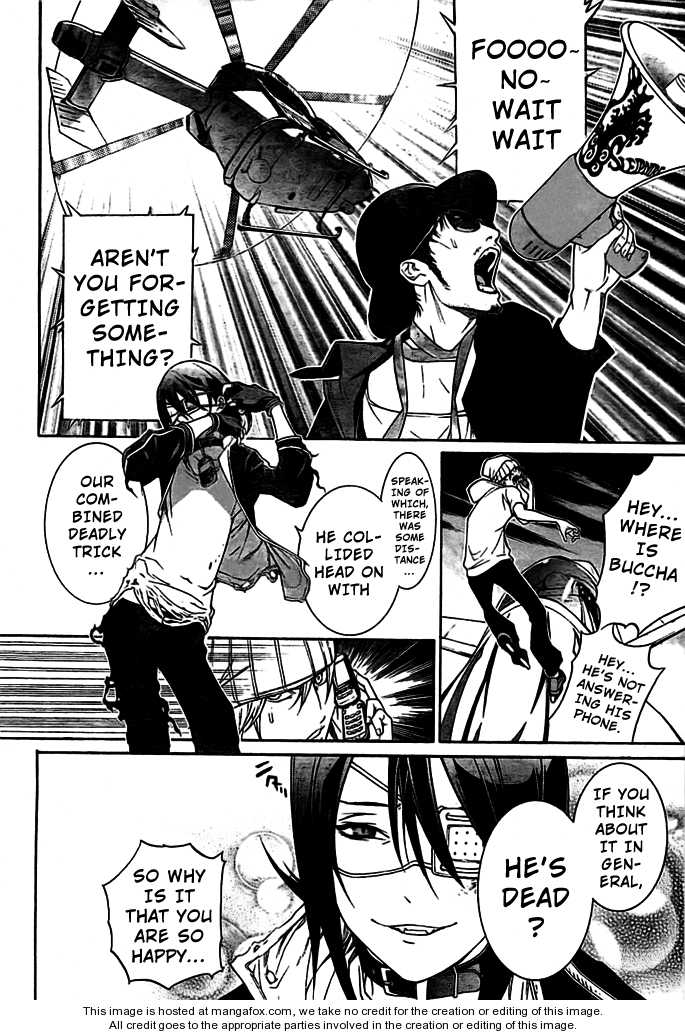 FOOOO~
NO~
WAIT
WAIT
AREN'T
YOU FOR-
GETTING
SOME-
THING?
HEY...
WHERE
IS
BUCCHA
!?
HEY...
HE'S NOT
ANSWER-
ING HIS
PHONE.
SPEAK-
ING OF
WHICH,
THERE
WAS
SOME
DIS-
TANCE
...
HE COL-
LIDED
HEAD ON
WITH
OUR
COM-
BINED
DEADLY
TRICK
...
IF YOU
THINK
ABOUT
IT IN
GEN-
ERAL,
HE'S
DEAD
?
SO WHY
IS IT
THAT YOU
ARE SO
HAPPY...
This image is hosted at mangafox.com, we take no credit for the creation or editing of this image.
All credit goes to the appropriate parties involved in the creation or editing of this image.